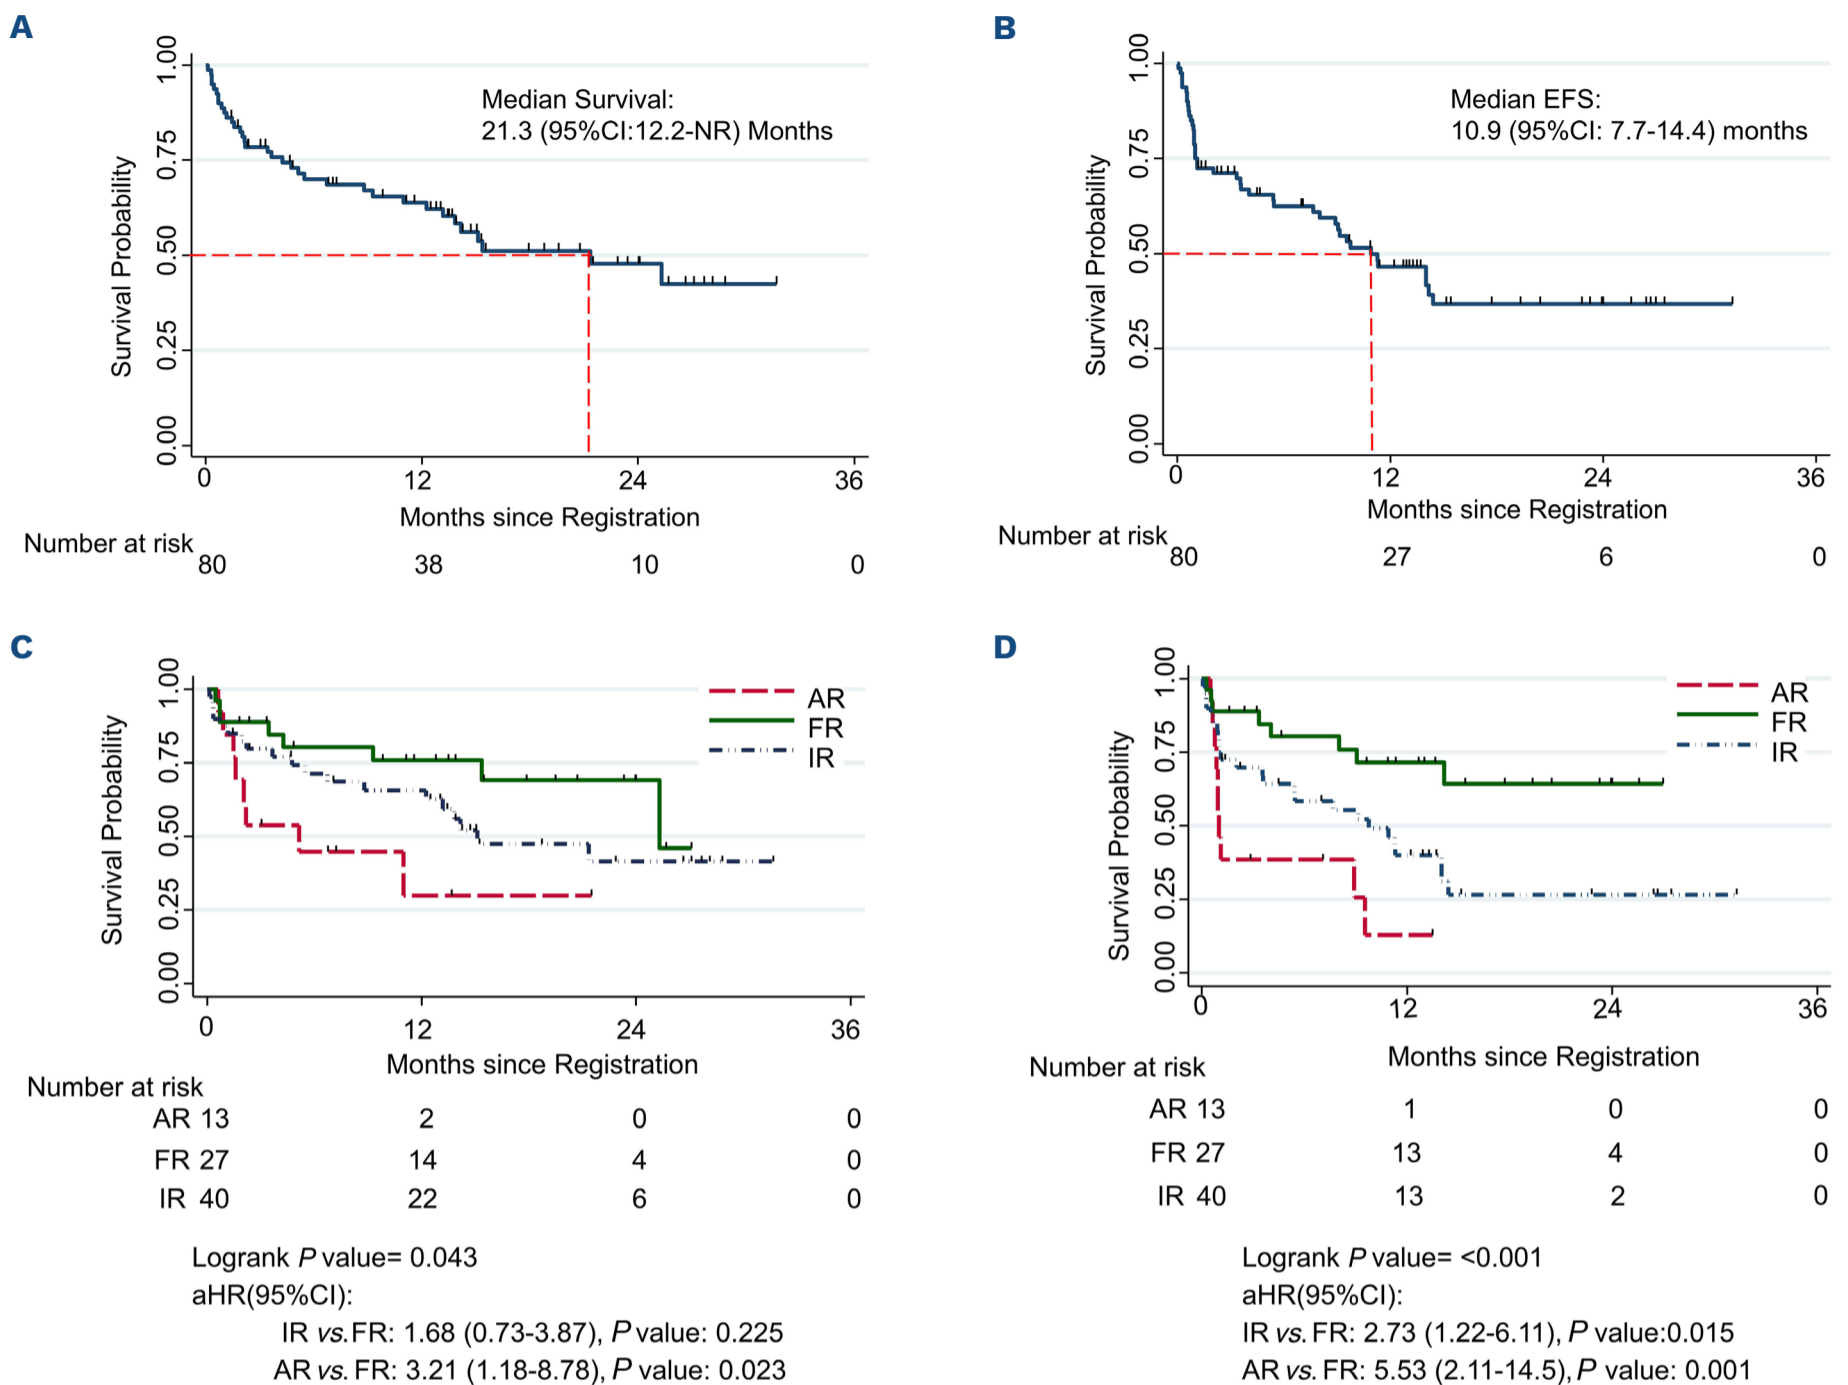 A
1.00
0.75
0.50
0.25
0.00
Survival Probability
Median Survival:
21.3 (95%CI:12.2-NR) Months
0 12 24 36
Months since Registration
Number at risk
80 38 10 0
B
1.00
0.75
0.50
0.25
0.00
Survival Probability
Median EFS:
10.9 (95%CI: 7.7-14.4) months
0 12 24 36
Months since Registration
Number at risk
80 27 6 0
C
1.00
0.75
0.50
0.25
0.00
Survival Probability
AR
FR
IR
0 12 24 36
Months since Registration
Number at risk
AR 13 2 0 0
FR 27 14 4 0
IR 40 22 6 0
Logrank P value= 0.043
aHR(95%CI):
IR vs. FR: 1.68 (0.73-3.87), P value: 0.225
AR vs. FR: 3.21 (1.18-8.78), P value: 0.023
D
1.00
0.75
0.50
0.25
0.00
Survival Probability
AR
FR
IR
0 12 24 36
Months since Registration
Number at risk
AR 13 1 0 0
FR 27 13 4 0
IR 40 13 2 0
Logrank P value= <0.001
aHR(95%CI):
IR vs. FR: 2.73 (1.22-6.11), P value:0.015
AR vs. FR: 5.53 (2.11-14.5), P value: 0.001